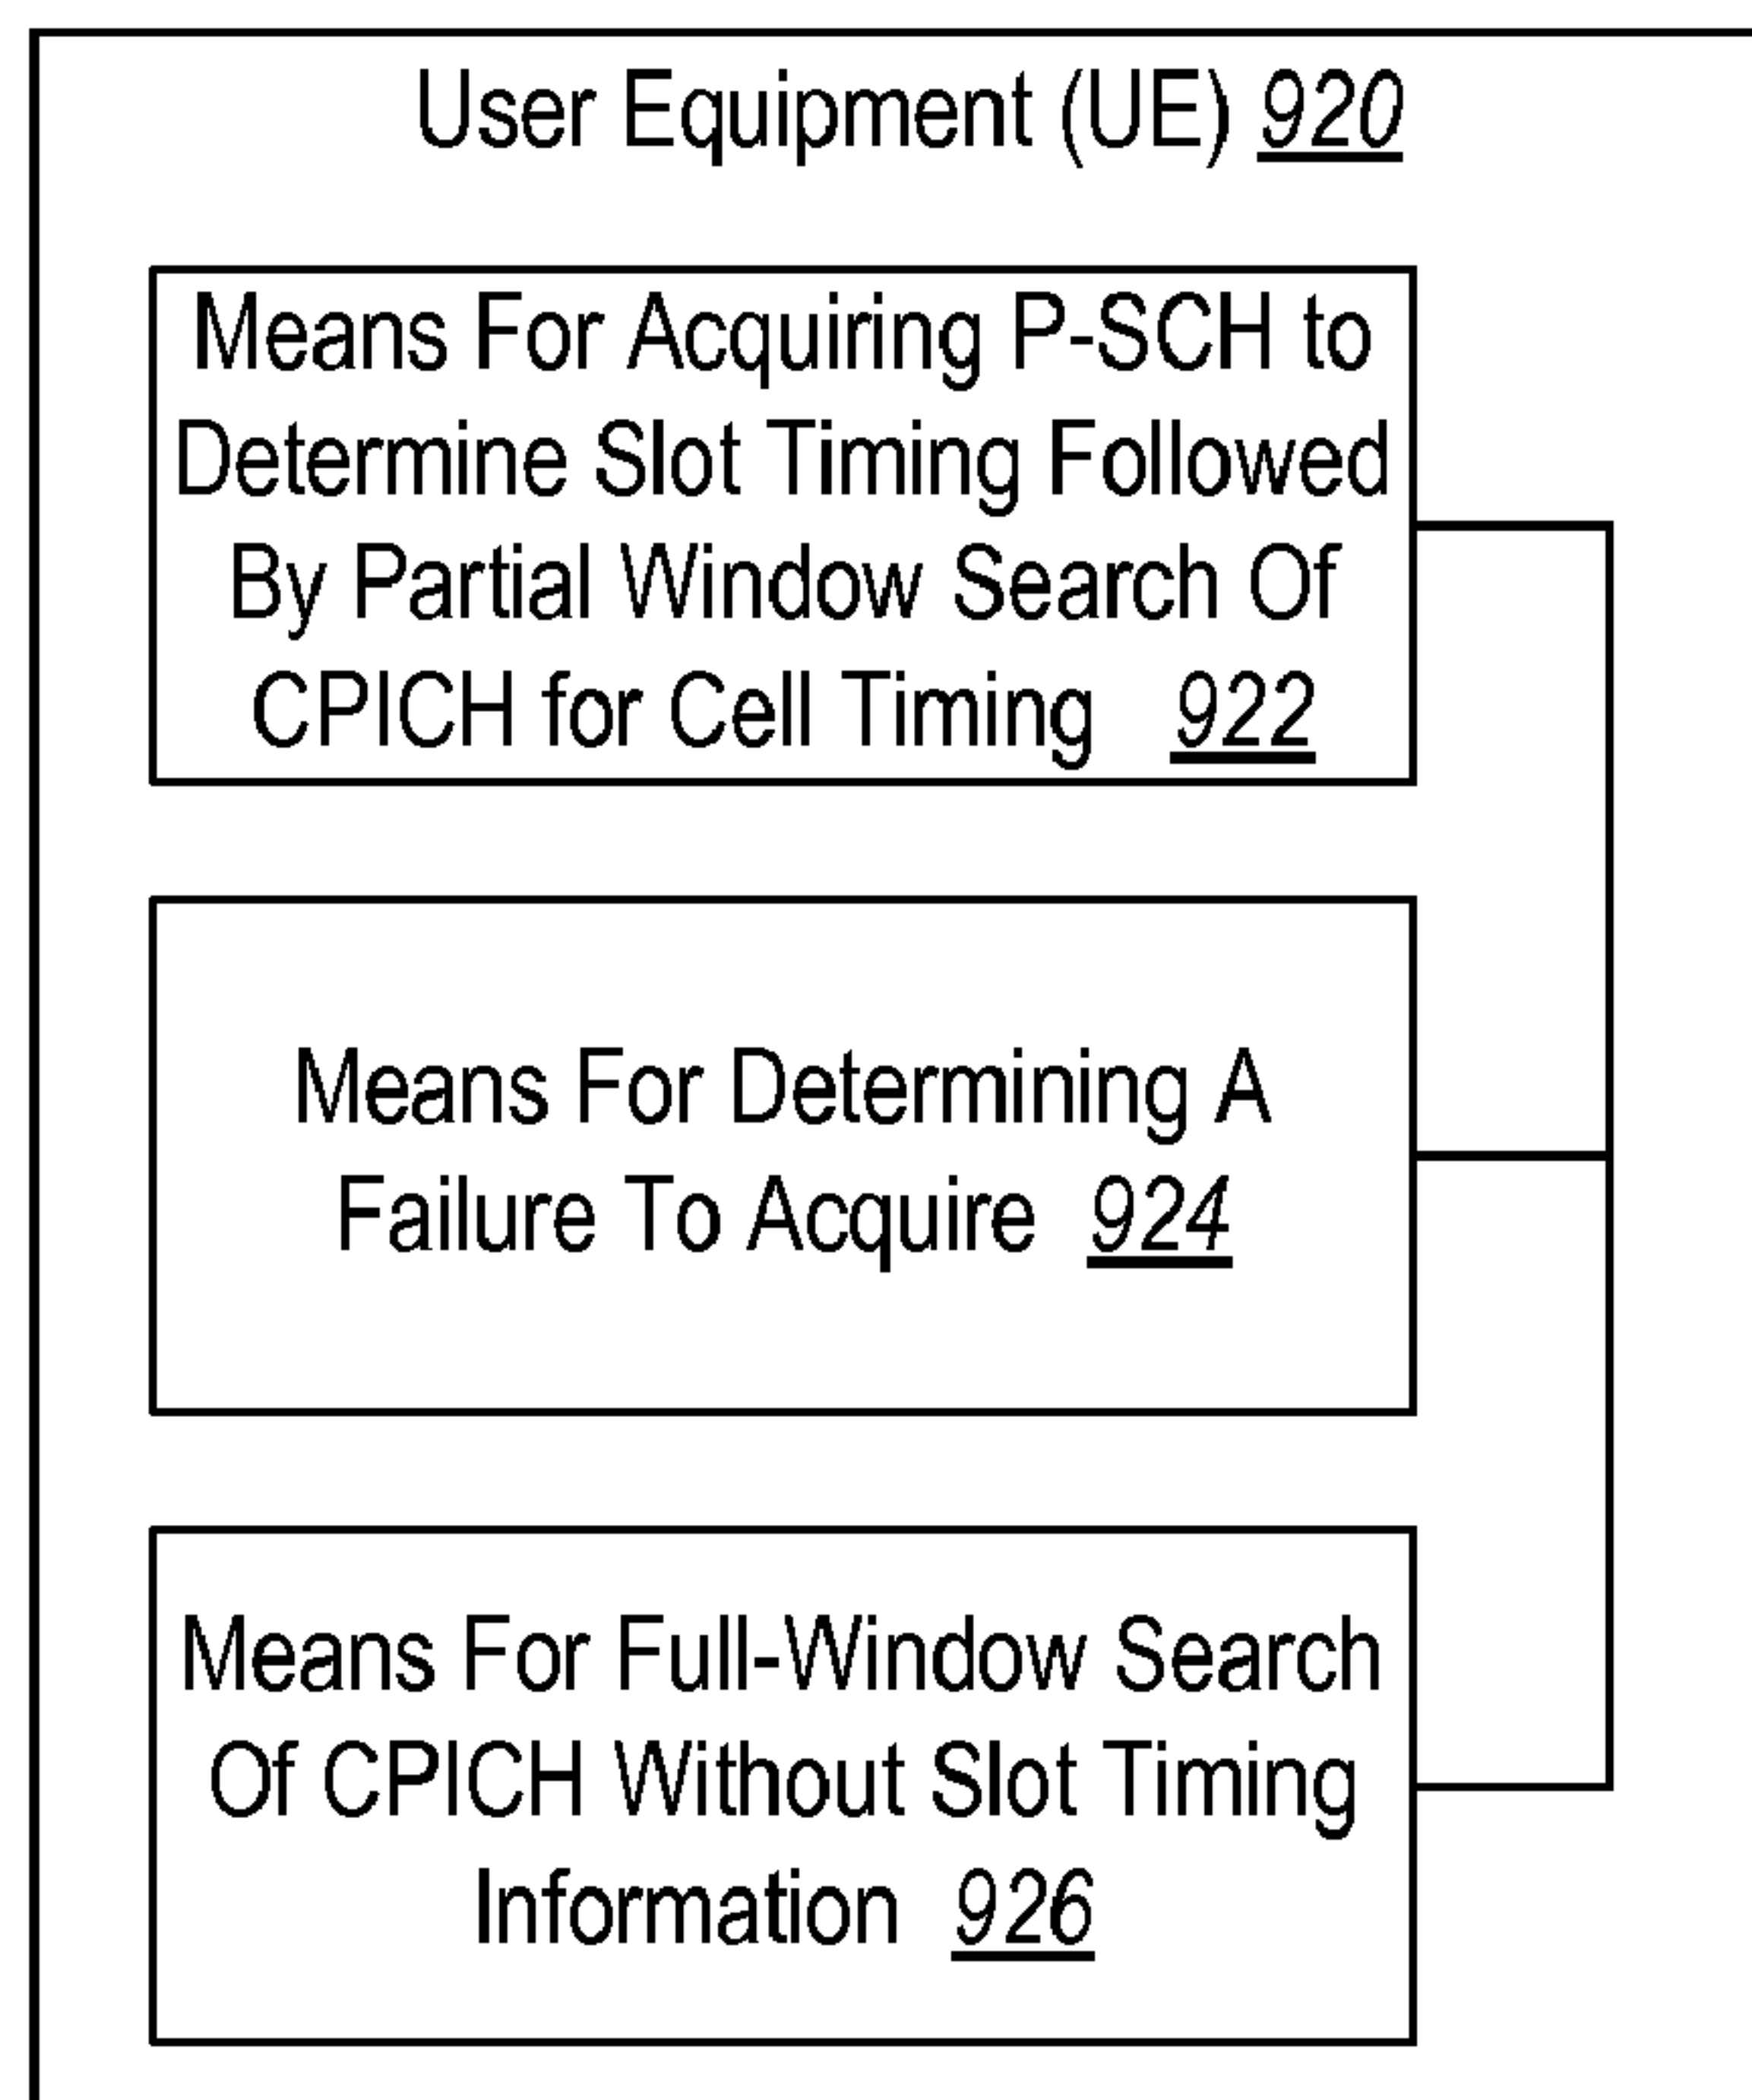 User Equipment (UE) 920
Means For Acquiring P-SCH to
Determine Slot Timing Followed
By Partial Window Search Of
CPICH for Cell Timing 922
Means For Determining A
Failure To Acquire 924
Means For Full-Window Search
Of CPICH Without Slot Timing
Information 926